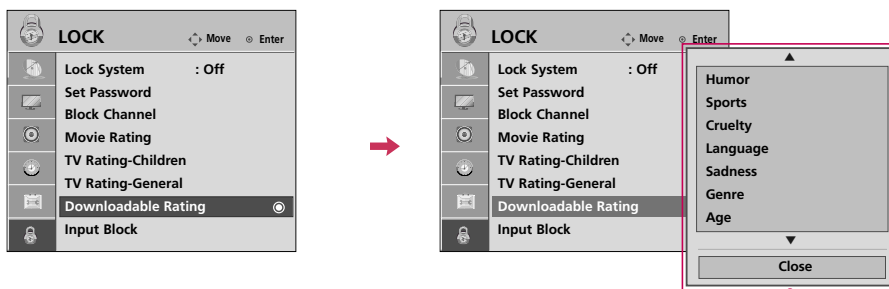 LOCK
Move Enter
Lock System : Off
Set Password
Block Channel
Movie Rating
TV Rating-Children
TV Rating-General
Downloadable Rating
Input Block
LOCK
Move Enter
Lock System : Off
Set Password
Block Channel
Movie Rating
TV Rating-Children
TV Rating-General
Downloadable Rating
Input Block
Humor
Sports
Cruelty
Language
Sadness
Genre
Age
Close